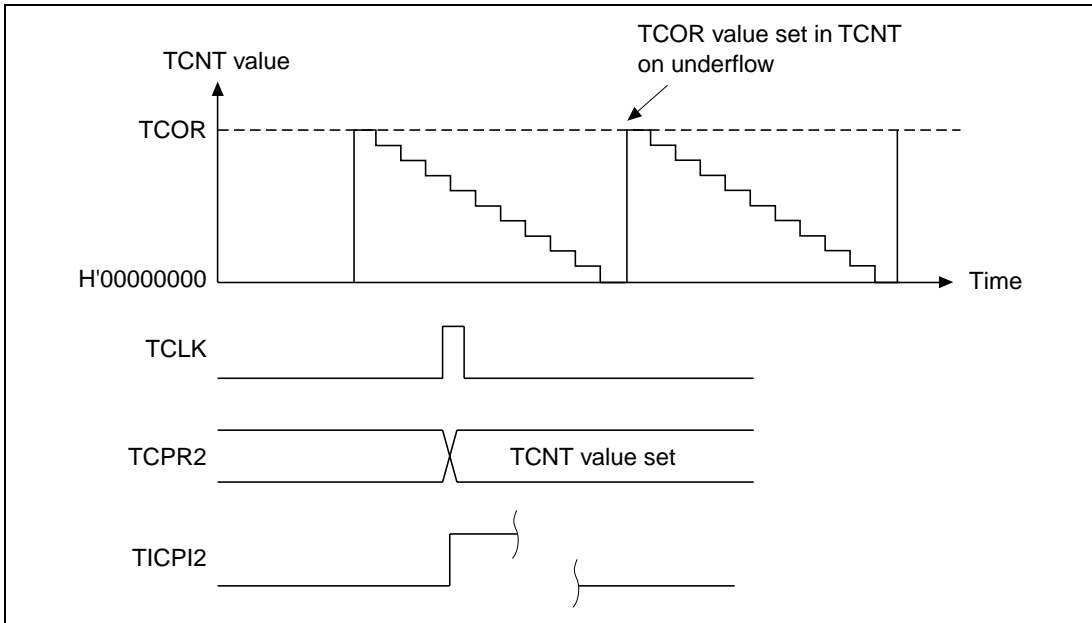 TCOR value set in TCNT
on underflow
TCNT value
TCOR
H'00000000
Time
TCLK
TCPR2
TCNT value set
TICPI2